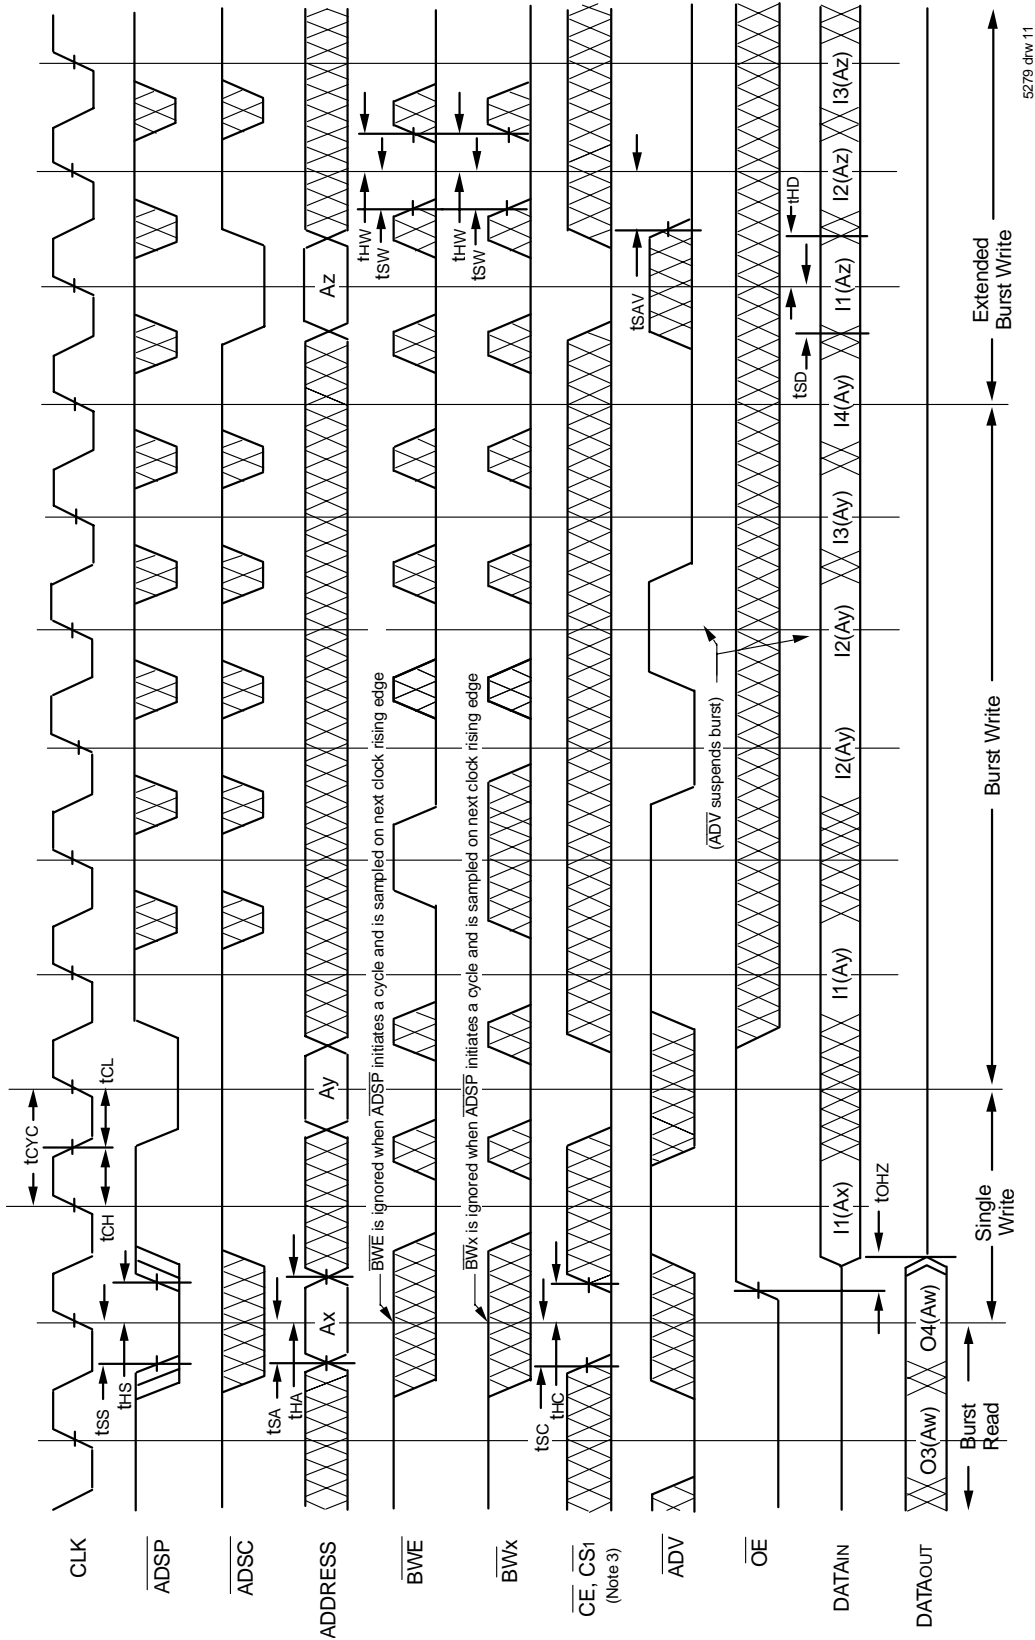 CLK
tCYC
tCH
tCL
ADSP
tSS
tHS
ADSC
ADDRESS
tSA
tHA
Ax
Ay
Az
BWE
BWE is ignored when ADSP initiates a cycle and is sampled on next clock rising edge
tHW
tSW
BWx
BWx is ignored when ADSP initiates a cycle and is sampled on next clock rising edge
tHW
tSW
CE, CS1
(Note 3)
tSC
tHC
ADV
tSAV
(ADV suspends burst)
OE
tOHZ
tSD
tHD
DATAIN
I1(Ax)
I1(Ay)
I2(Ay)
I2(Ay)
I3(Ay)
I4(Ay)
I1(Az)
I2(Az)
I3(Az)
DATAOUT
O3(Aw)
O4(Aw)
Burst
Read
Single
Write
Burst Write
Extended
Burst Write
5279 drw 11